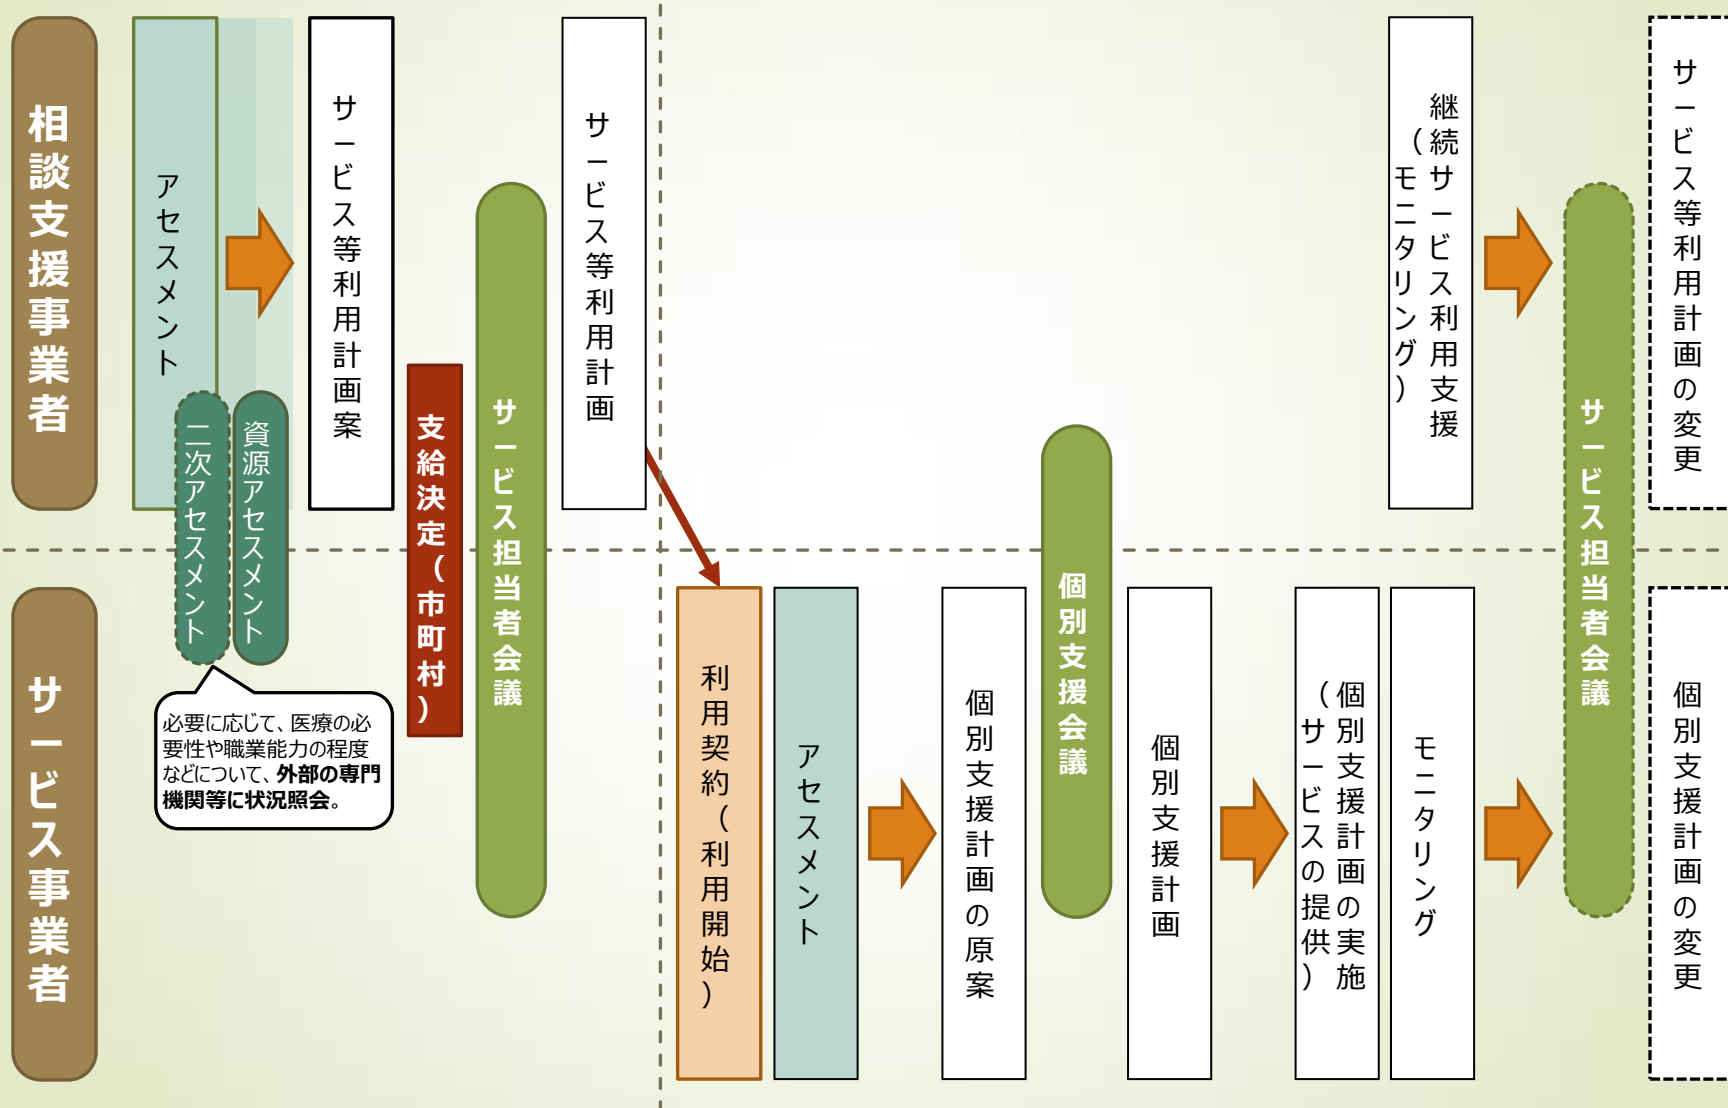 相談支援事業者
アセスメント
二次アセスメント
資源アセスメント
サービス等利用計画案
支給決定(市町村)
サービス担当者会議
サービス等利用計画
継続サービス利用支援
(モニタリング)
サービス担当者会議
サービス等利用計画の変更
サービス事業者
必要に応じて、医療の必
要性や職業能力の程度
などについて、外部の専門
機関等に状況照会。
利用契約(利用開始)
アセスメント
個別支援計画の原案
個別支援会議
個別支援計画
個別支援計画の実施
(サービスの提供)
モニタリング
個別支援計画の変更